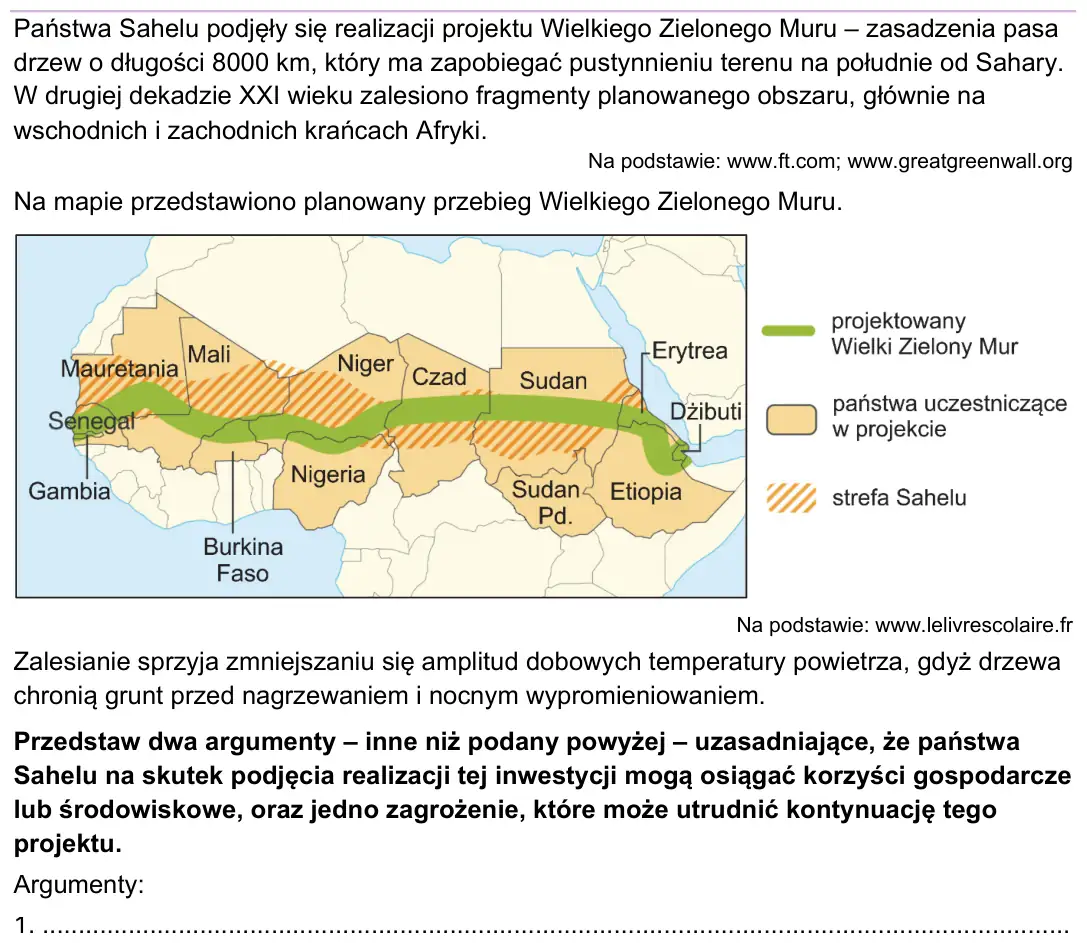 Państwa Sahelu podjęły się realizacji projektu Wielkiego Zielonego Muru – zasadzenia pasa
drzew o długości 8000 km, który ma zapobiegać pustynnieniu terenu na południe od Sahary.
W drugiej dekadzie XXI wieku zalesiono fragmenty planowanego obszaru, głównie na
wschodnich i zachodnich krańcach Afryki.
Na podstawie: www.ft.com; www.greatgreenwall.org
Na mapie przedstawiono planowany przebieg Wielkiego Zielonego Muru.
Mauretania
Mali
Niger
Czad
Sudan
Erytrea
Senegal
Dżibuti
Gambia
Nigeria
Sudan
Pd.
Etiopia
Burkina
Faso
projektowany
Wielki Zielony Mur
państwa uczestniczące
w projekcie
strefa Sahelu
Na podstawie: www.lelivrescolaire.fr
Zalesianie sprzyja zmniejszaniu się amplitud dobowych temperatury powietrza, gdyż drzewa
chronią grunt przed nagrzewaniem i nocnym wypromieniowaniem.
Przedstaw dwa argumenty – inne niż podany powyżej – uzasadniające, że państwa
Sahelu na skutek podjęcia realizacji tej inwestycji mogą osiągać korzyści gospodarcze
lub środowiskowe, oraz jedno zagrożenie, które może utrudnić kontynuację tego
projektu.
Argumenty:
1. ....................................................................................................